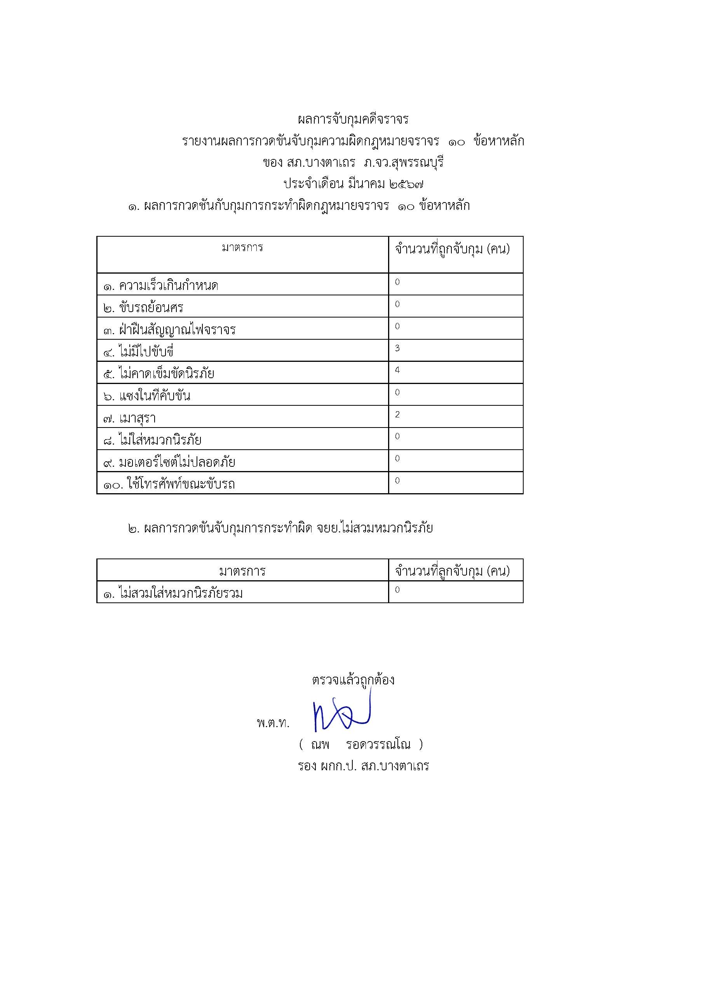 ผลการจับกุมคดีจราจร
รายงานผลการกวดขันจับกุมความผิดกฎหมายจราจร ๑๐ ข้อหาหลัก
ของ สภ.บางตาเถร ภ.จว.สุพรรณบุรี
ประจำเดือน มีนาคม ๒๕๖๗
๑. ผลการกวดชันกับกุมการกระทำผิดกฎหมายจราจร ๑๐ ข้อหาหลัก
มาตรการ จำนวนที่ถูกจับกุม (คน)
๑. ความเร็วเกินกำหนด 0
๒. ขับรถย้อนศร 0
๓. ฝ่าฝืนสัญญาณไฟจราจร 0
๔. ไม่มีไปขับขี่ 3
๕. ไม่คาดเข็มขัดนิรภัย 4
๖. แซงในทีคับขัน 0
๗. เมาสุรา 2
๘. ไม่ใส่หมวกนิรภัย 0
๙. มอเตอร์ไซต์ไม่ปลอดภัย 0
๑๐. ใช้โทรศัพท์ขณะขับรถ 0
๒. ผลการกวดขันจับกุมการกระทำผิด จยย.ไม่สวมหมวกนิรภัย
มาตรการ จำนวนที่ลูกจับกุม (คน)
๑. ไม่สวมใส่หมวกนิรภัยรวม 0
ตรวจแล้วถูกต้อง
พ.ต.ท.
( ณพ รอดวรรณโณ )
รอง ผกก.ป. สภ.บางตาเถร